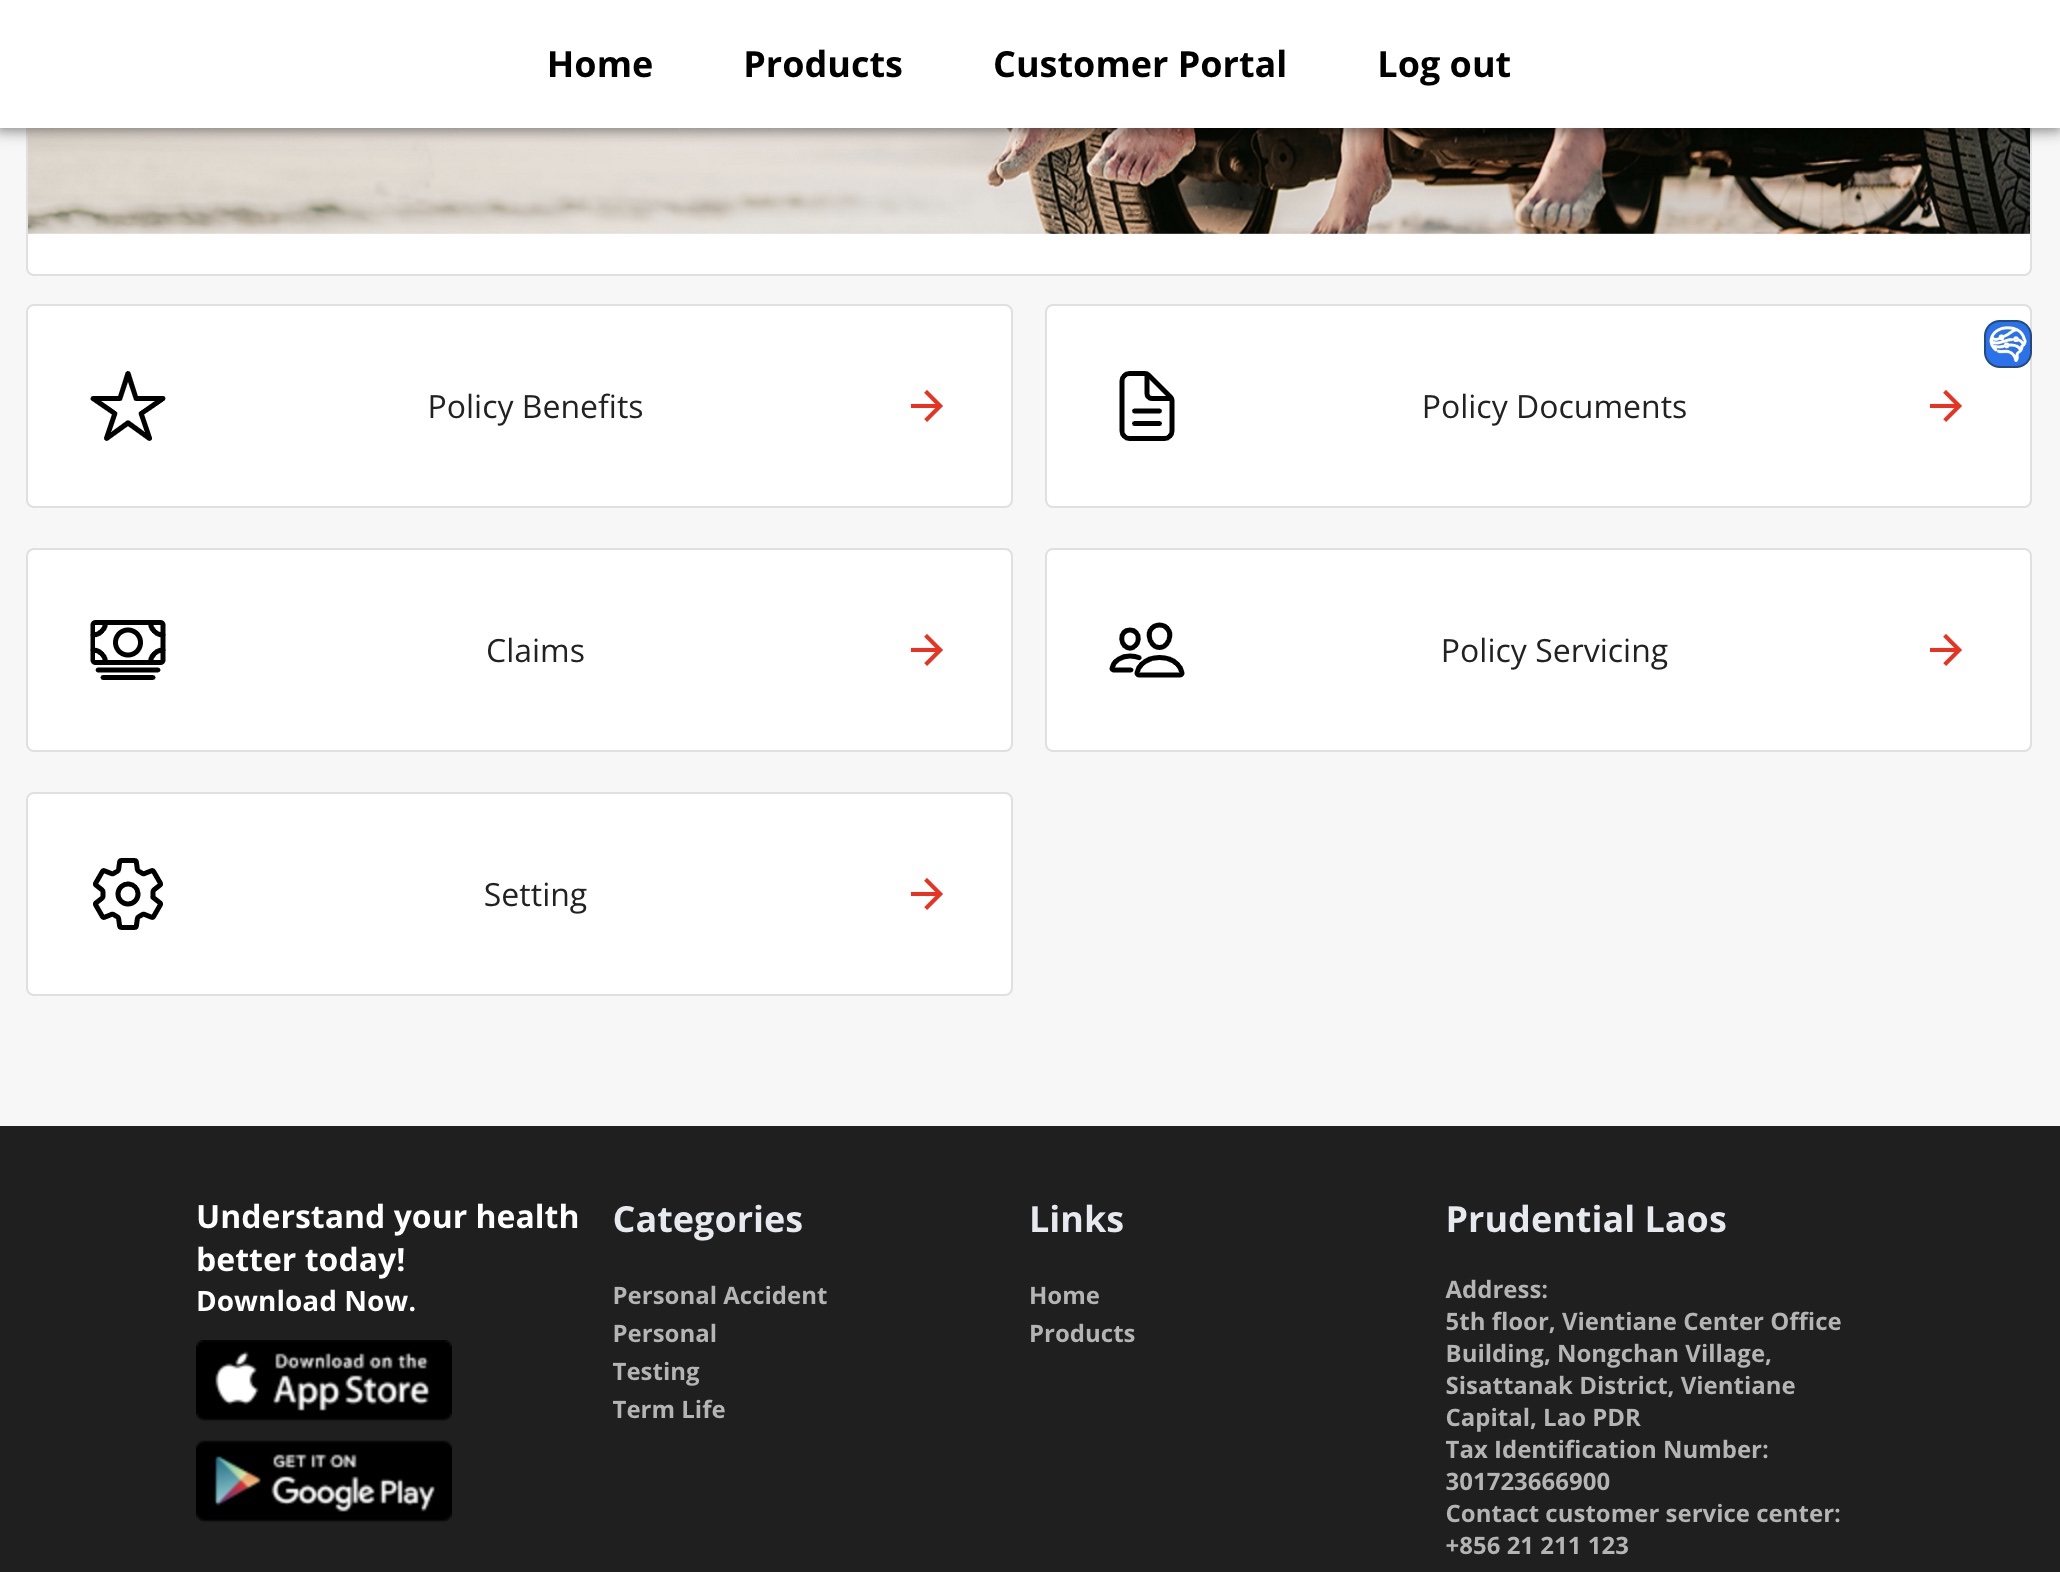 Home Products Customer Portal Log out
Policy Benefits
Policy Documents
Claims
Policy Servicing
Setting
Understand your health
better today!
Download Now.
Download on the
App Store
GET IT ON
Google Play
Categories
Personal Accident
Personal
Testing
Term Life
Links
Home
Products
Prudential Laos
Address:
5th floor, Vientiane Center Office
Building, Nongchan Village,
Sisattanak District, Vientiane
Capital, Lao PDR
Tax Identification Number:
301723666900
Contact customer service center:
+856 21 211 123